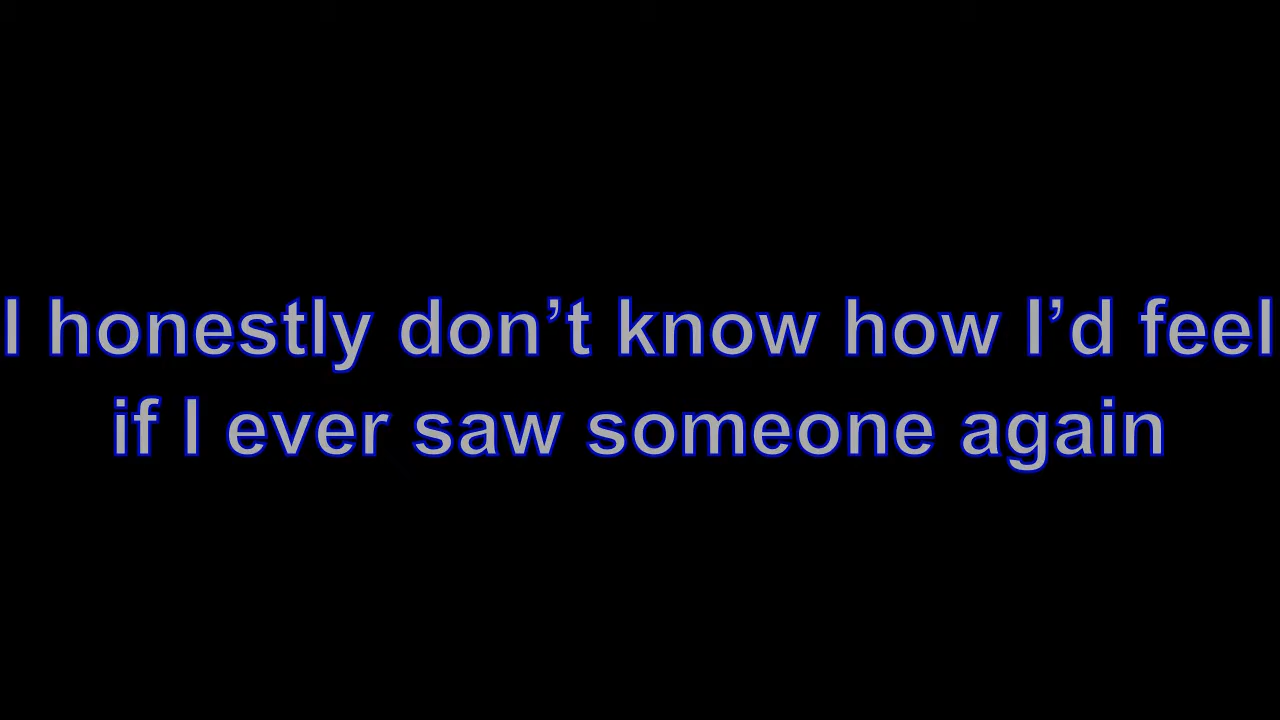 I honestly don’t know how I’d feel
if I ever saw someone again